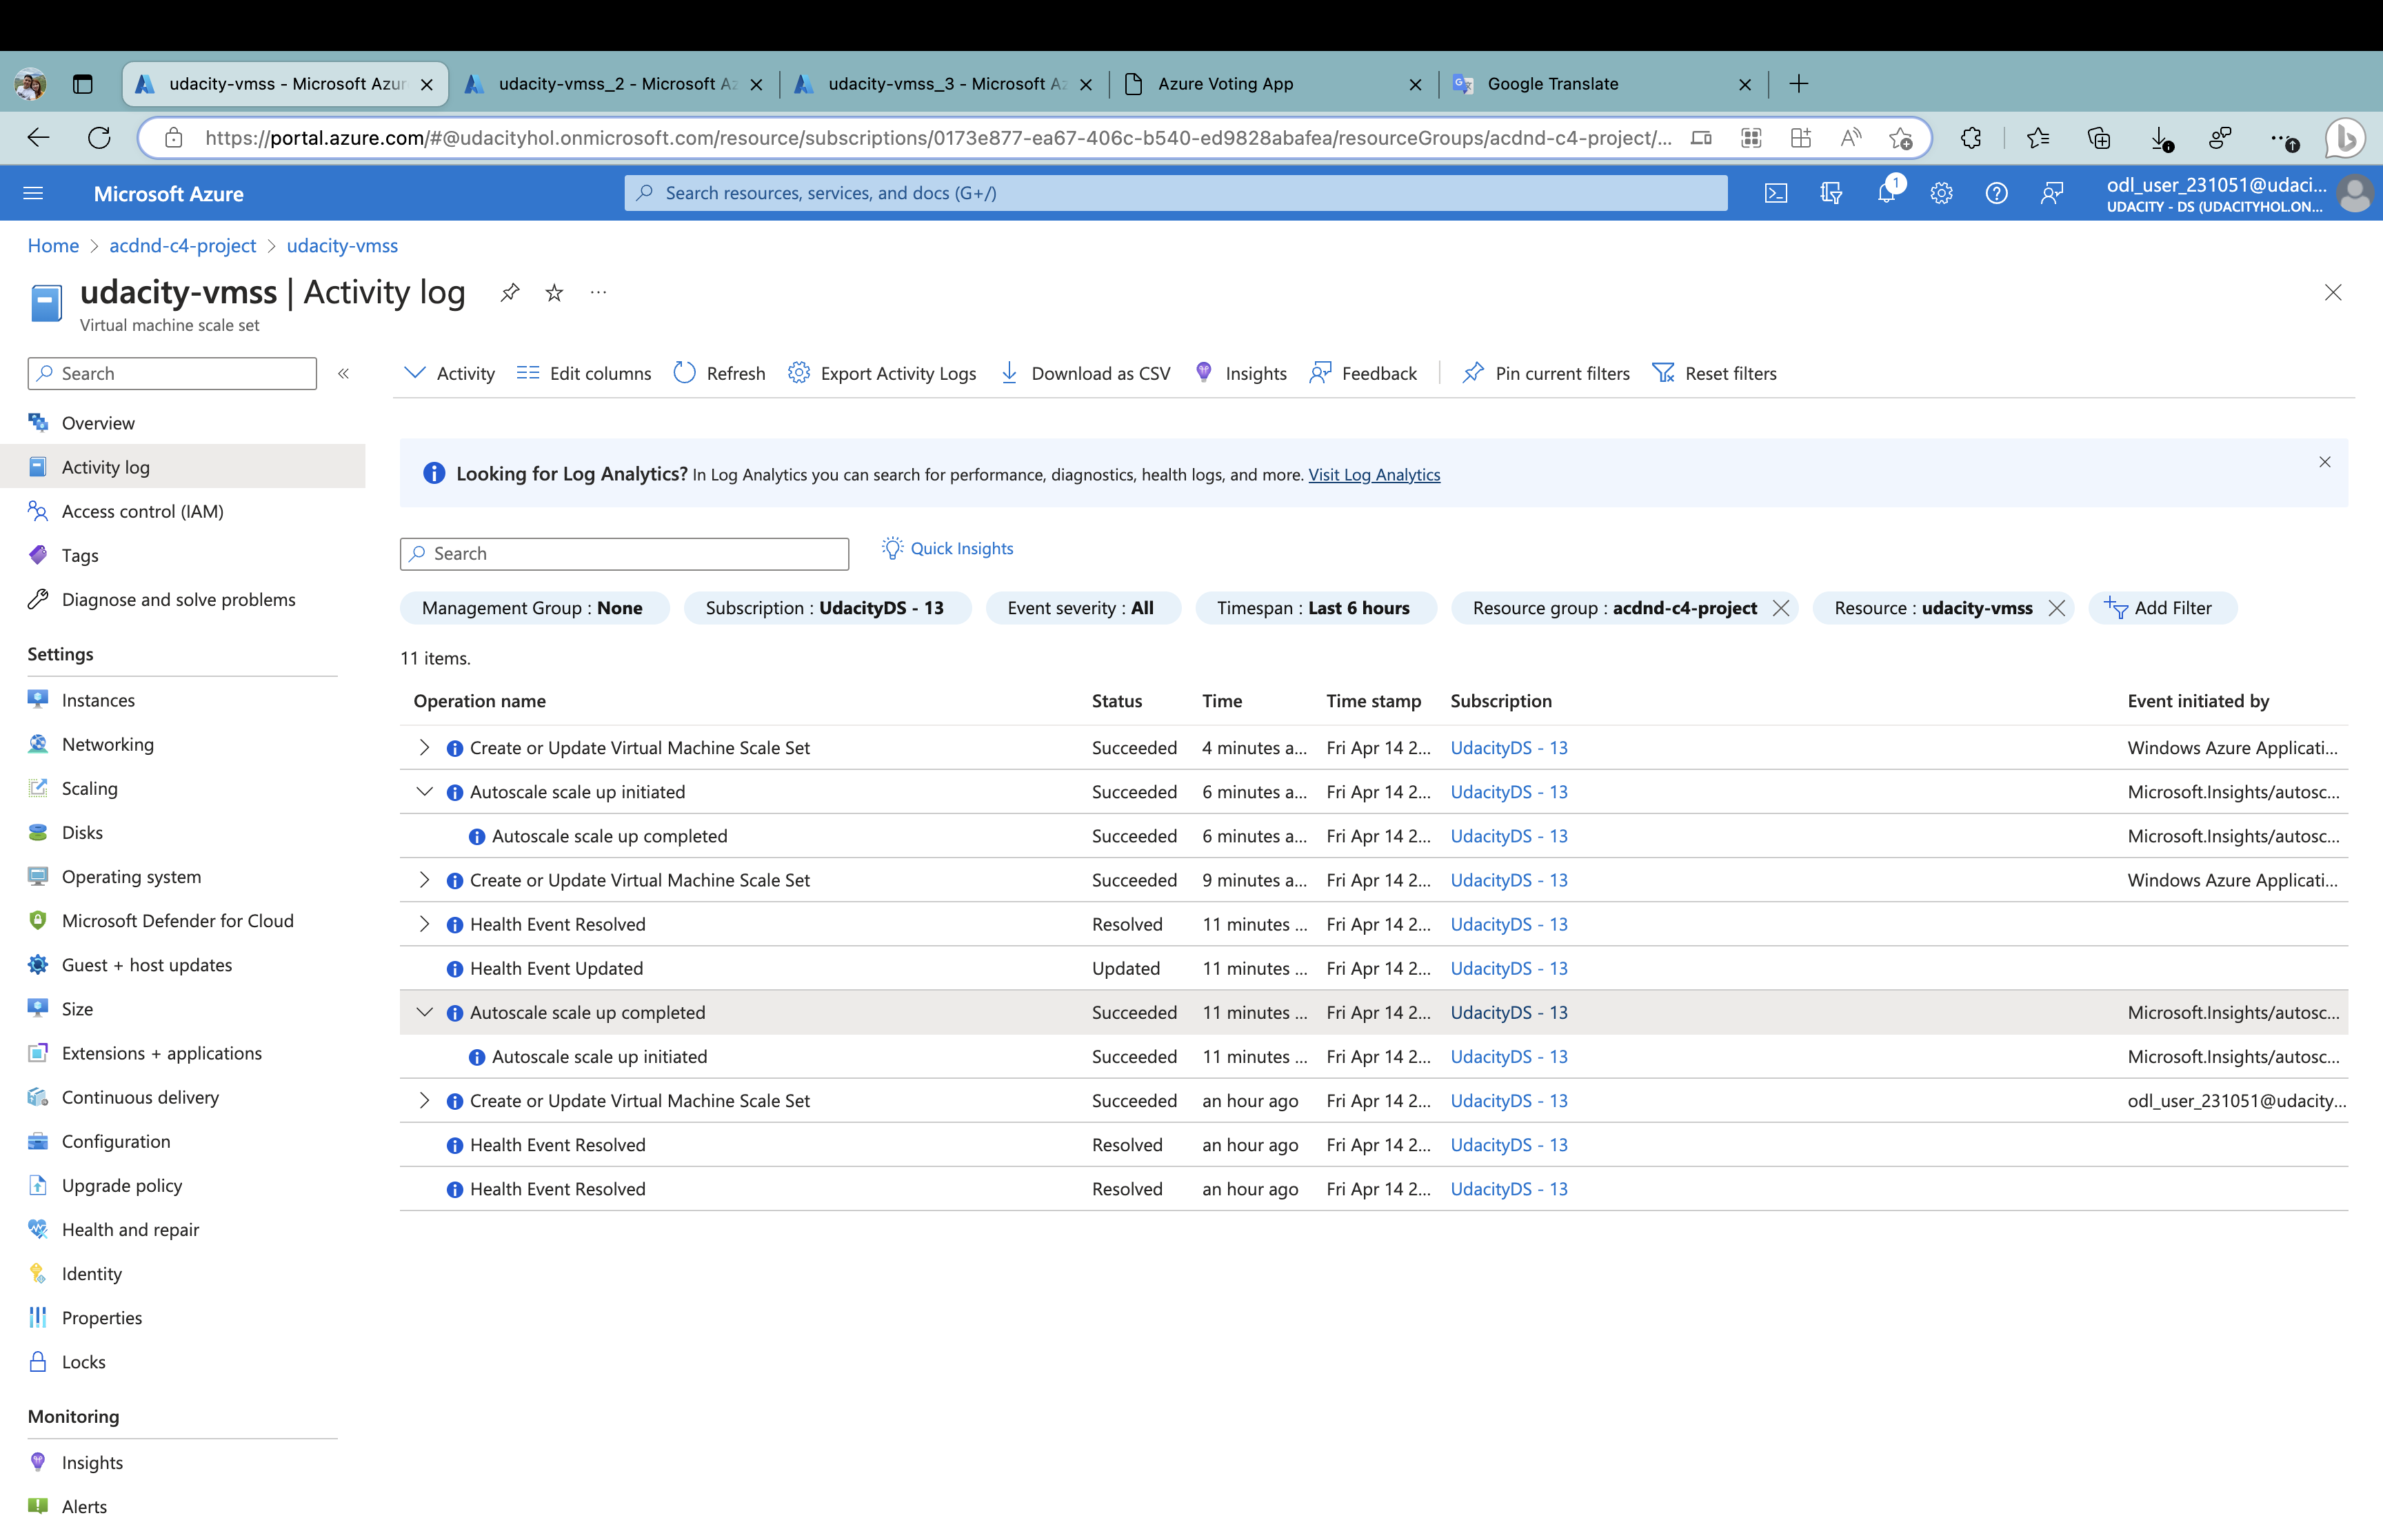 udacity-vmss - Microsoft Azur
udacity-vmss_2 - Microsoft Az
udacity-vmss_3 - Microsoft Az
Azure Voting App
Google Translate
https://portal.azure.com/#@udacityhol.onmicrosoft.com/resource/subscriptions/0173e877-ea67-406c-b540-ed9828abafea/resourceGroups/acdnd-c4-project/...
Microsoft Azure
Search resources, services, and docs (G+/)
1
odl_user_231051@udaci...
UDACITY - DS (UDACITYHOL.ON...
Home > acdnd-c4-project > udacity-vmss
udacity-vmss | Activity log
Virtual machine scale set
Search
Activity
Edit columns
Refresh
Export Activity Logs
Download as CSV
Insights
Feedback
Pin current filters
Reset filters
Overview
Activity log
Access control (IAM)
Tags
Diagnose and solve problems
Settings
Instances
Networking
Scaling
Disks
Operating system
Microsoft Defender for Cloud
Guest + host updates
Size
Extensions + applications
Continuous delivery
Configuration
Upgrade policy
Health and repair
Identity
Properties
Locks
Monitoring
Insights
Alerts
Looking for Log Analytics? In Log Analytics you can search for performance, diagnostics, health logs, and more. Visit Log Analytics
Search
Quick Insights
Management Group : None
Subscription : UdacityDS - 13
Event severity : All
Timespan : Last 6 hours
Resource group : acdnd-c4-project
Resource : udacity-vmss
Add Filter
11 items.
Operation name Status Time Time stamp Subscription Event initiated by
Create or Update Virtual Machine Scale Set Succeeded 4 minutes a... Fri Apr 14 2... UdacityDS - 13 Windows Azure Applicati...
Autoscale scale up initiated Succeeded 6 minutes a... Fri Apr 14 2... UdacityDS - 13 Microsoft.Insights/autosc...
Autoscale scale up completed Succeeded 6 minutes a... Fri Apr 14 2... UdacityDS - 13 Microsoft.Insights/autosc...
Create or Update Virtual Machine Scale Set Succeeded 9 minutes a... Fri Apr 14 2... UdacityDS - 13 Windows Azure Applicati...
Health Event Resolved Resolved 11 minutes ... Fri Apr 14 2... UdacityDS - 13
Health Event Updated Updated 11 minutes ... Fri Apr 14 2... UdacityDS - 13
Autoscale scale up completed Succeeded 11 minutes ... Fri Apr 14 2... UdacityDS - 13 Microsoft.Insights/autosc...
Autoscale scale up initiated Succeeded 11 minutes ... Fri Apr 14 2... UdacityDS - 13 Microsoft.Insights/autosc...
Create or Update Virtual Machine Scale Set Succeeded an hour ago Fri Apr 14 2... UdacityDS - 13 odl_user_231051@udacity...
Health Event Resolved Resolved an hour ago Fri Apr 14 2... UdacityDS - 13
Health Event Resolved Resolved an hour ago Fri Apr 14 2... UdacityDS - 13